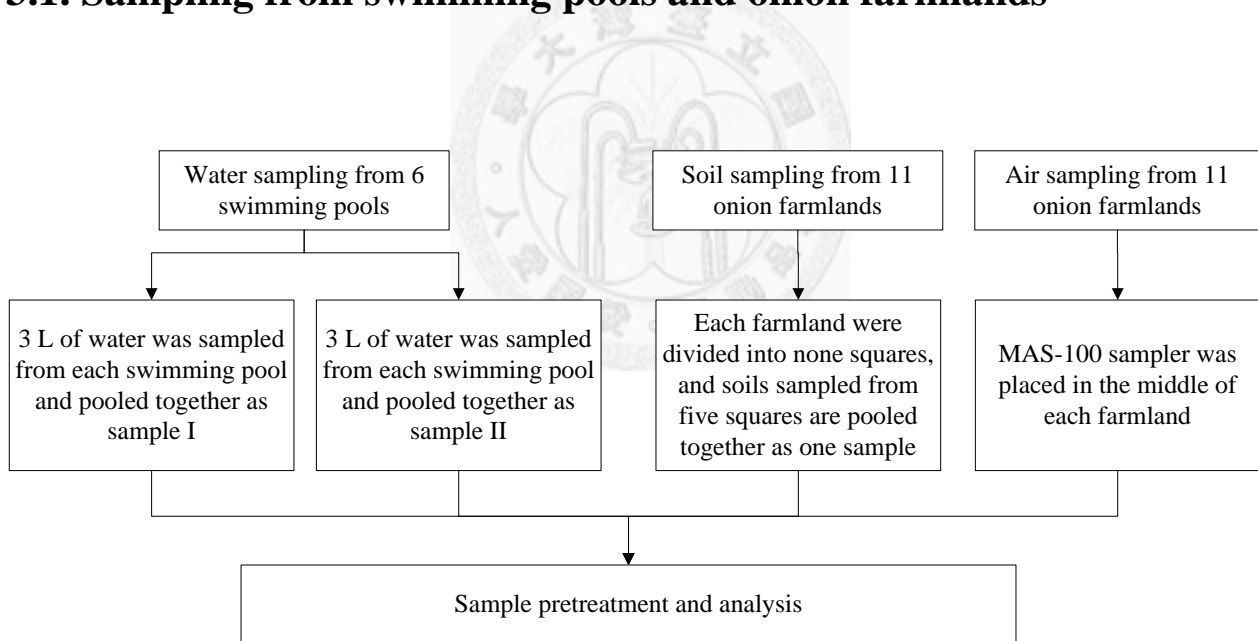 3.1. Sampling from swimming pools and onion farmlands
Water sampling from 6
swimming pools
Soil sampling from 11
onion farmlands
Air sampling from 11
onion farmlands
3 L of water was sampled
from each swimming pool
and pooled together as
sample I
3 L of water was sampled
from each swimming pool
and pooled together as
sample II
Each farmland were
divided into none squares,
and soils sampled from
five squares are pooled
together as one sample
MAS-100 sampler was
placed in the middle of
each farmland
Sample pretreatment and analysis